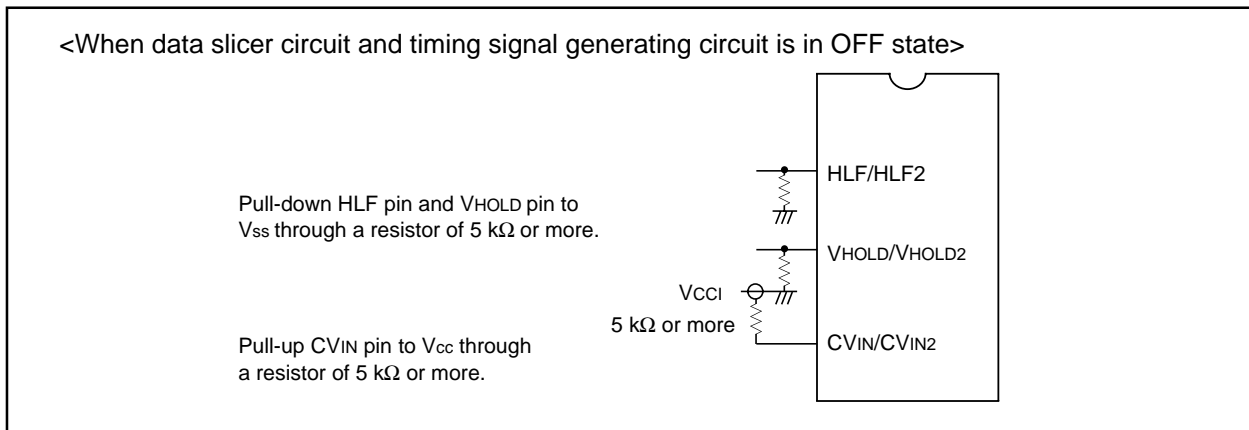 <When data slicer circuit and timing signal generating circuit is in OFF state>
HLF/HLF2
Pull-down HLF pin and VHOLD pin to
Vss through a resistor of 5 kΩ or more.
VHOLD/VHOLD2
VCCI
5 kΩ or more
CVIN/CVIN2
Pull-up CVIN pin to Vcc through
a resistor of 5 kΩ or more.